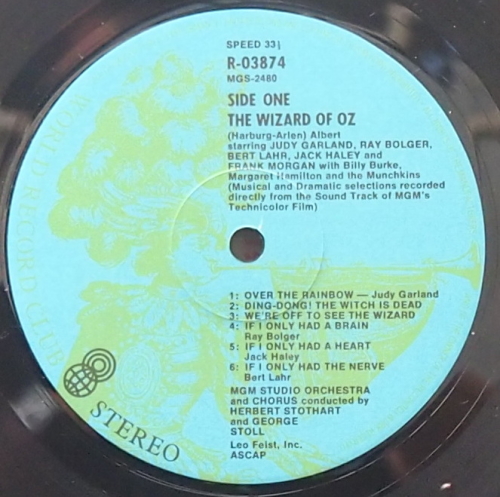 SPEED 33⅓
R-03874
MGS-2480
SIDE ONE
THE WIZARD OF OZ
(Harburg-Arlen) Albert
starring JUDY GARLAND, RAY BOLGER,
BERT LAHR, JACK HALEY and
FRANK MORGAN with Billy Burke,
Margaret Hamilton and the Munchkins
(Musical and Dramatic selections recorded
directly from the Sound Track of MGM's
Technicolor Film)
1: OVER THE RAINBOW — Judy Garland
2: DING-DONG! THE WITCH IS DEAD
3: WE'RE OFF TO SEE THE WIZARD
4: IF I ONLY HAD A BRAIN
Ray Bolger
5: IF I ONLY HAD A HEART
Jack Haley
6: IF I ONLY HAD THE NERVE
Bert Lahr
MGM STUDIO ORCHESTRA
and CHORUS conducted by
HERBERT STOTHART
and GEORGE
STOLL
Leo Feist, Inc.
ASCAP
WORLD RECORD CLUB
STEREO